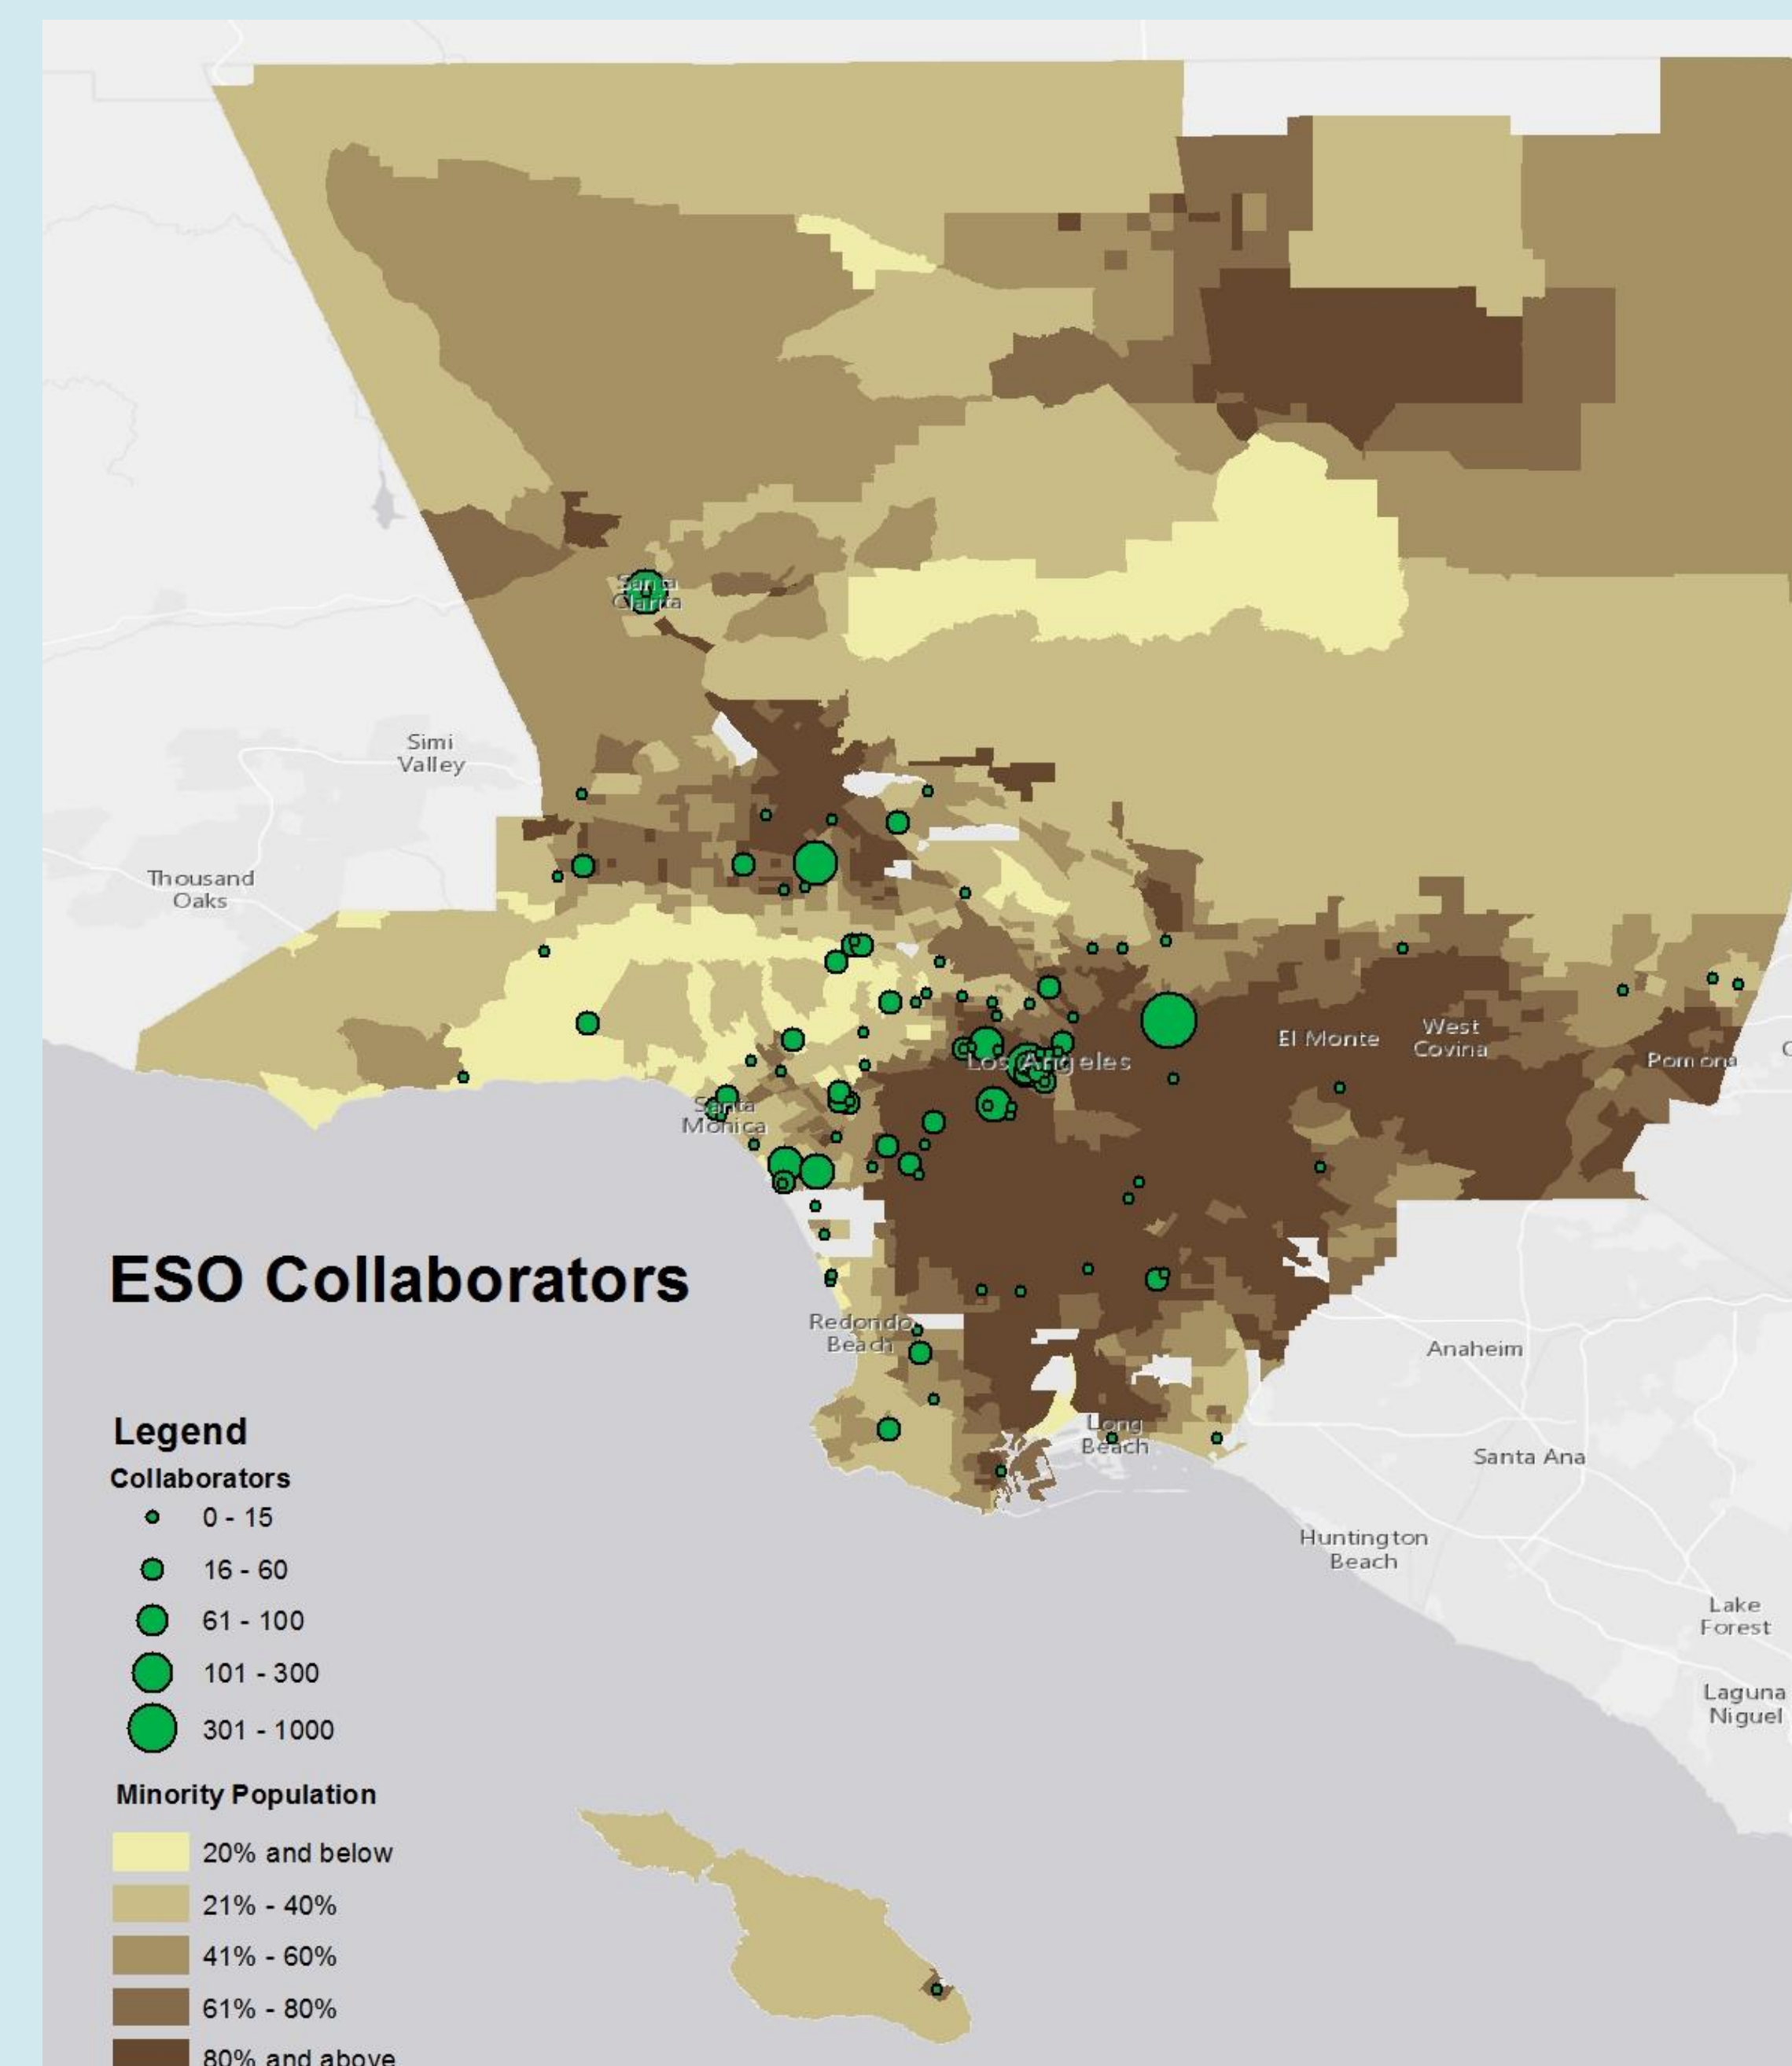 Santa
Clarita
Simi
Valley
Thousand
Oaks
El Monte
West
Covina
Los Angeles
Pomona
Santa
Monica
ESO Collaborators
Redondo
Beach
Anaheim
Long
Beach
Santa Ana
Huntington
Beach
Lake
Forest
Laguna
Niguel
Legend
Collaborators
0 - 15
16 - 60
61 - 100
101 - 300
301 - 1000
Minority Population
20% and below
21% - 40%
41% - 60%
61% - 80%
80% and above